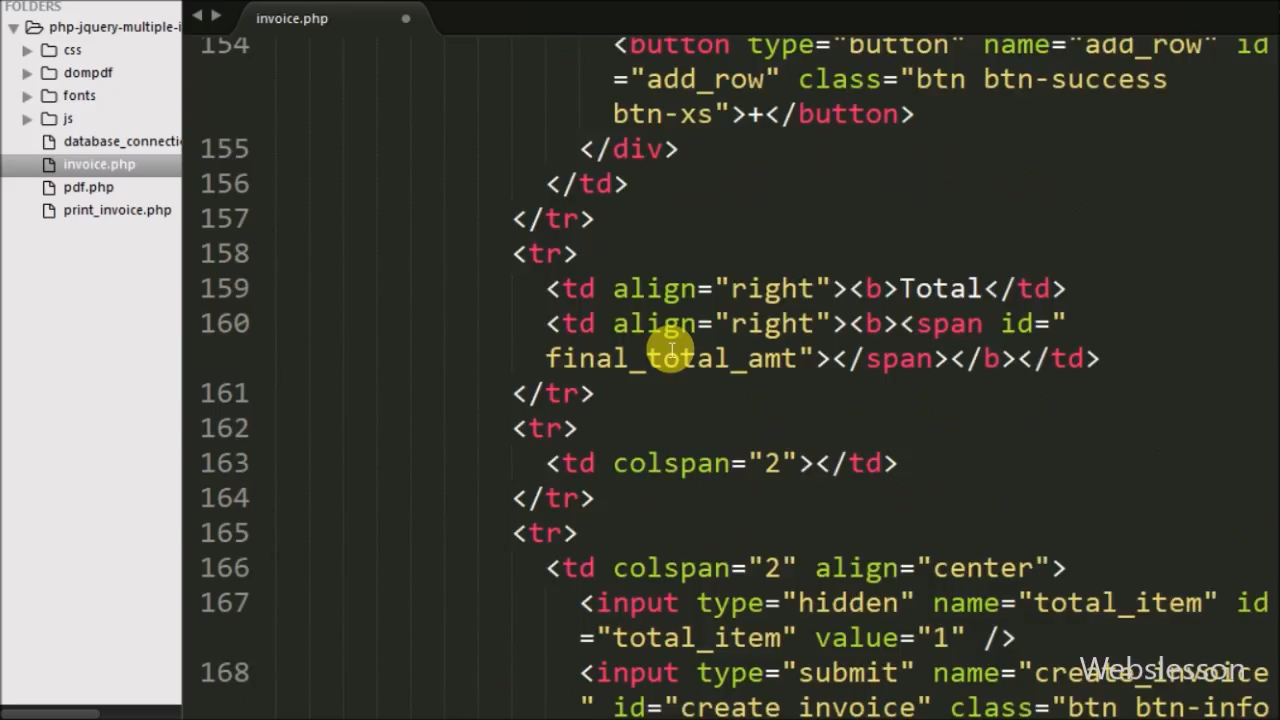 FOLDERS
php-jquery-multiple-i
css
dompdf
fonts
js
database_connecti
invoice.php
pdf.php
print_invoice.php
invoice.php
154 <button type="button" name="add_row" id
="add_row" class="btn btn-success
btn-xs">+</button>
155 </div>
156 </td>
157 </tr>
158 <tr>
159 <td align="right"><b>Total</td>
160 <td align="right"><b><span id="
final_total_amt"></span></b></td>
161 </tr>
162 <tr>
163 <td colspan="2"></td>
164 </tr>
165 <tr>
166 <td colspan="2" align="center">
167 <input type="hidden" name="total_item" id
="total_item" value="1" />
168 <input type="submit" name="create_invoice
" id="create_invoice" class="btn btn-info
Webslesson